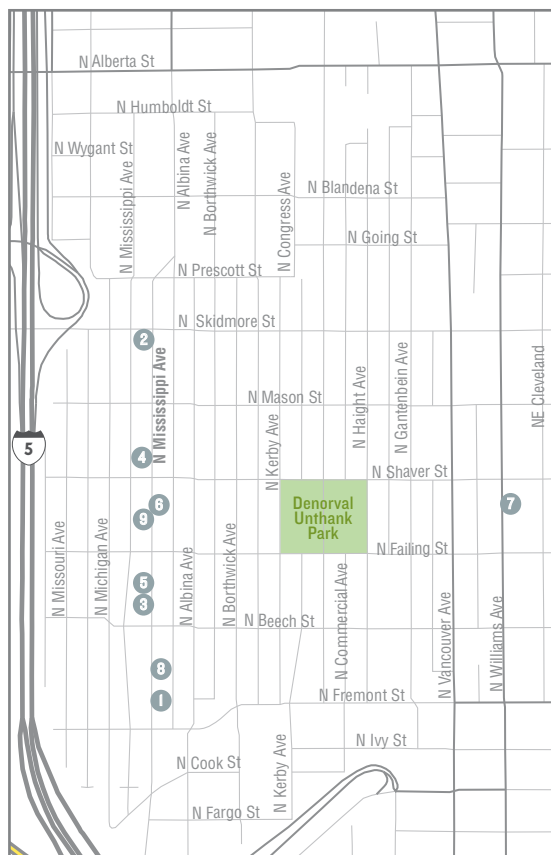 N Alberta St
N Humboldt St
N Wygant St
N Mississippi Ave
N Albina Ave
N Borthwick Ave
N Congress Ave
N Blandena St
N Going St
N Prescott St
N Skidmore St
2
N Mississippi Ave
N Mason St
N Haight Ave
N Gantenbein Ave
NE Cleveland
5
4
N Kerby Ave
N Shaver St
6
9
Denorval
Unthank
Park
7
N Missouri Ave
N Michigan Ave
N Albina Ave
N Borthwick Ave
N Failing St
5
3
N Beech St
N Commercial Ave
N Vancouver Ave
N Williams Ave
8
1
N Fremont St
N Ivy St
N Cook St
N Kerby Ave
N Fargo St